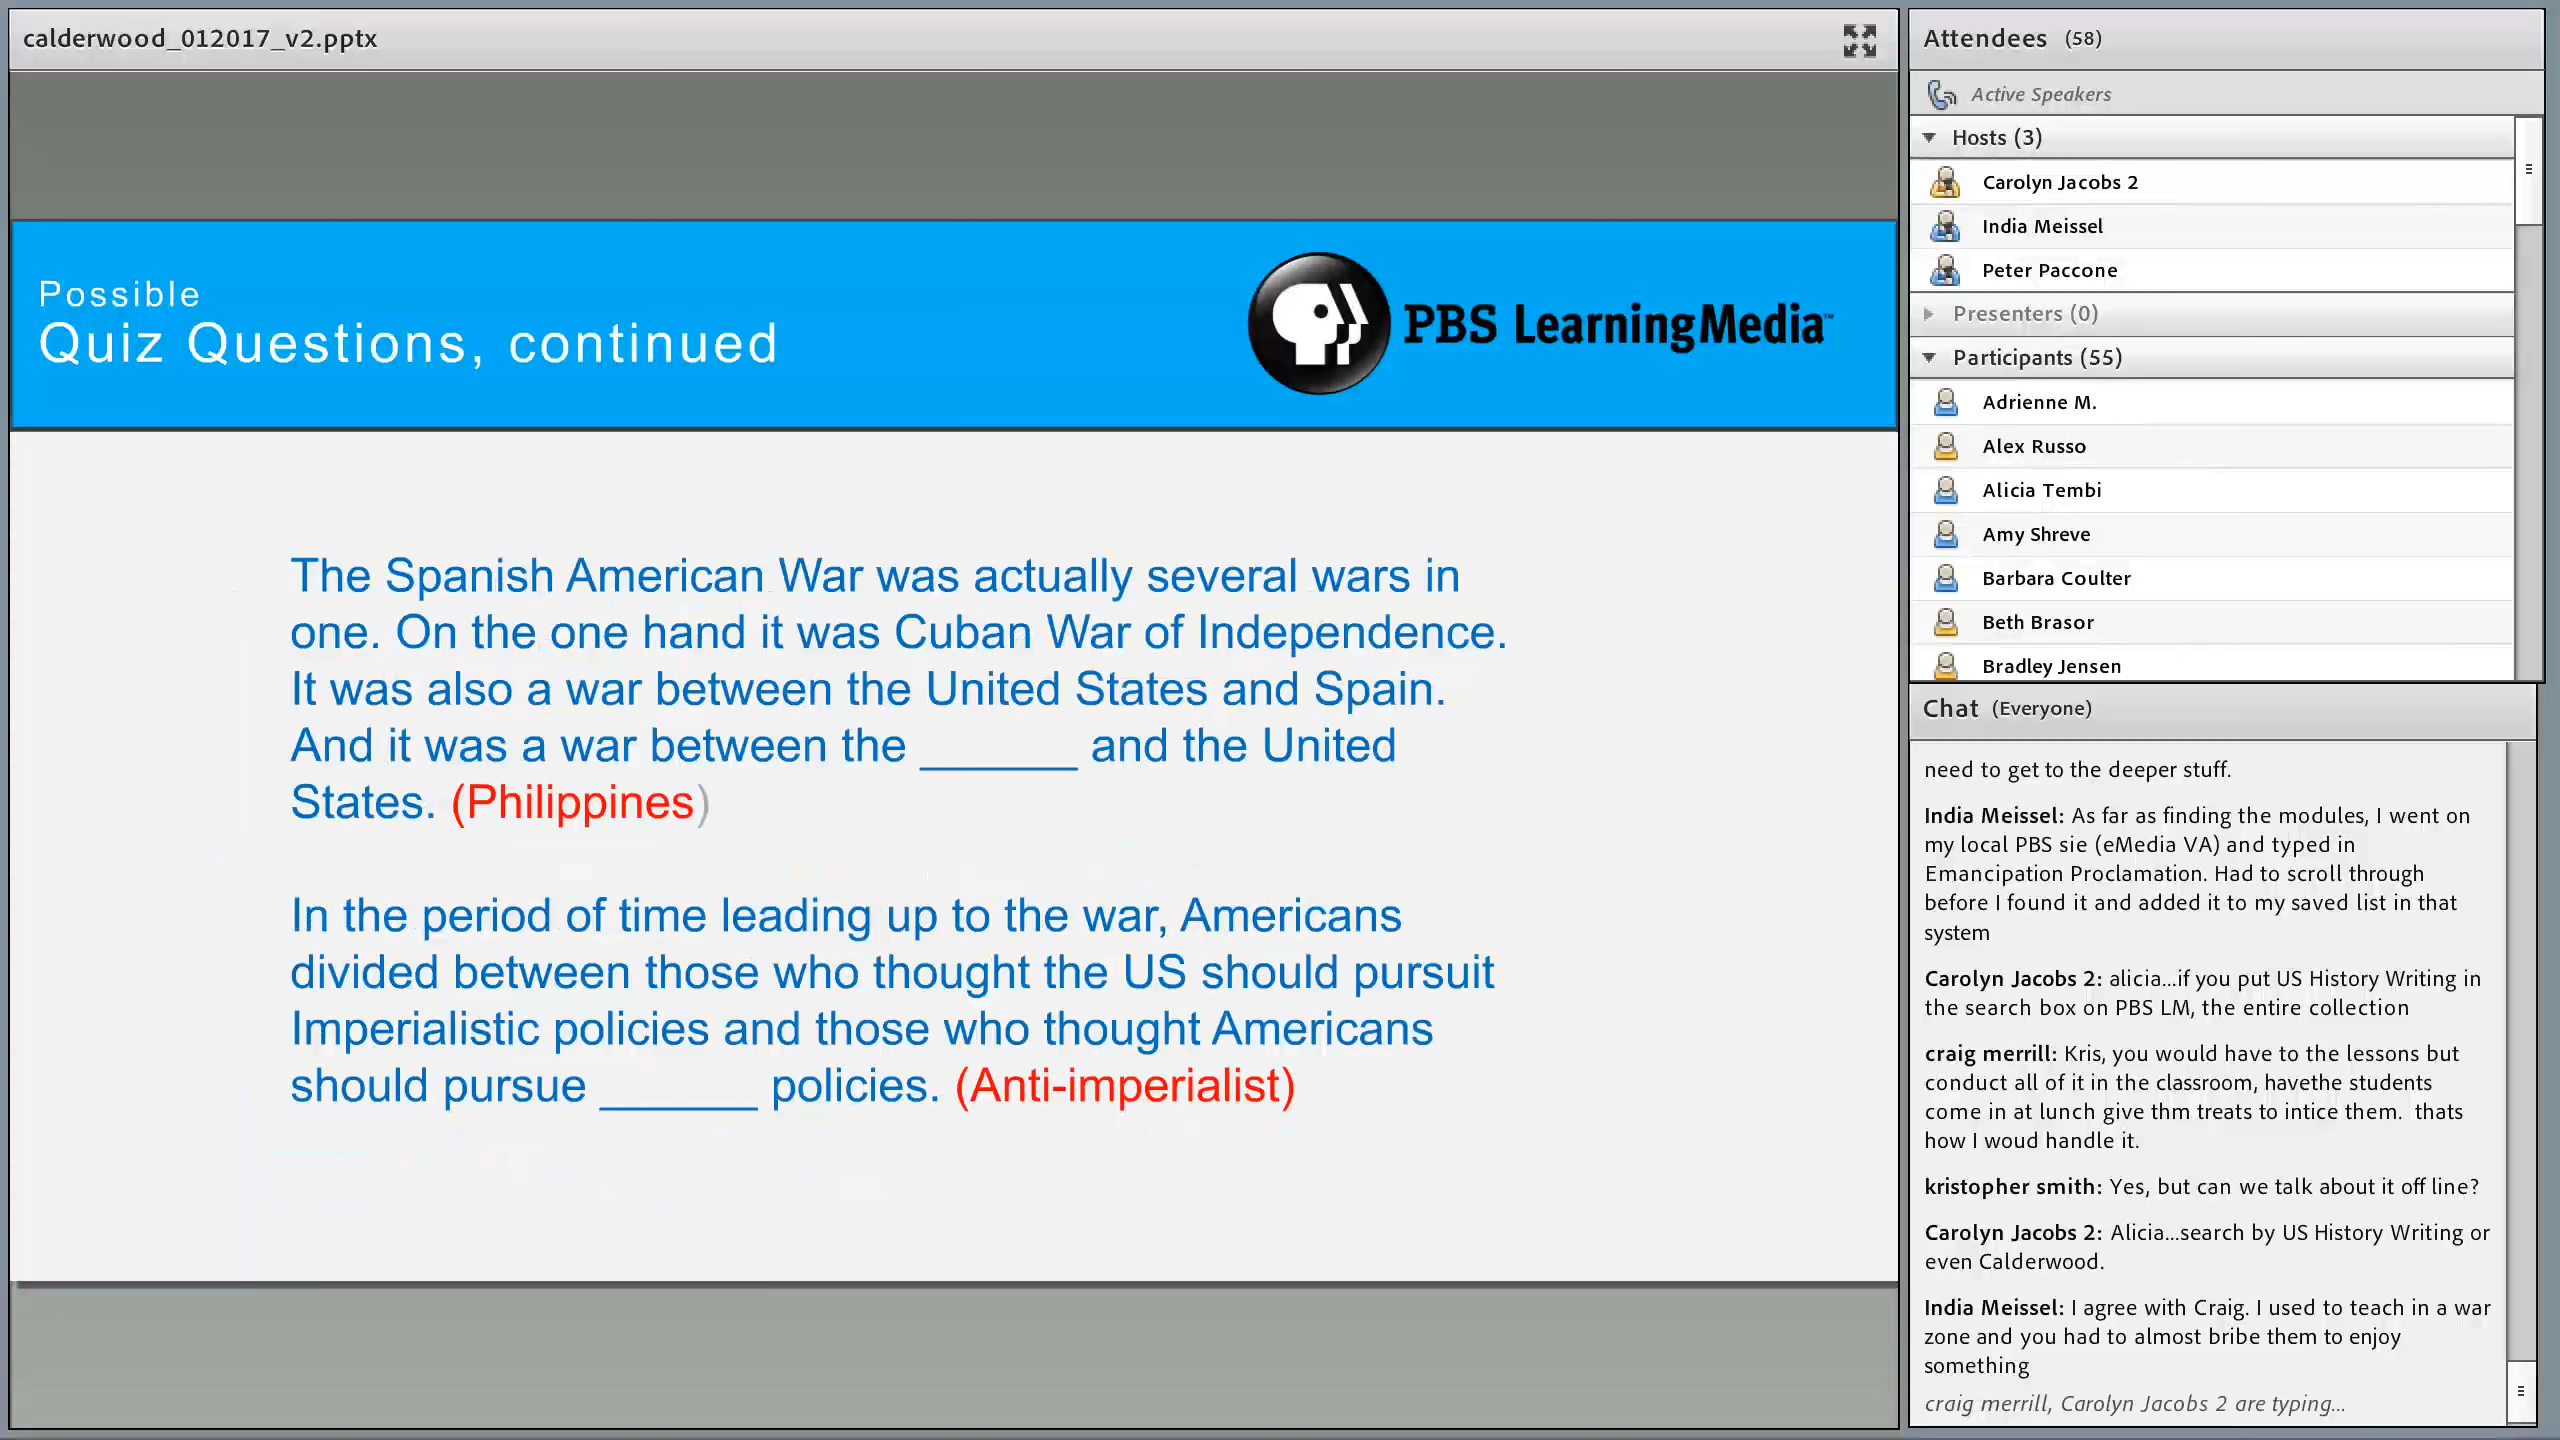 calderwood_012017_v2.pptx
Possible
Quiz Questions, continued
PBS LearningMedia™
The Spanish American War was actually several wars in
one. On the one hand it was Cuban War of Independence.
It was also a war between the United States and Spain.
And it was a war between the ______ and the United
States. (Philippines)
In the period of time leading up to the war, Americans
divided between those who thought the US should pursuit
Imperialistic policies and those who thought Americans
should pursue ______ policies. (Anti-imperialist)
Attendees (58)
Active Speakers
Hosts (3)
Carolyn Jacobs 2
India Meissel
Peter Paccone
Presenters (0)
Participants (55)
Adrienne M.
Alex Russo
Alicia Tembi
Amy Shreve
Barbara Coulter
Beth Brasor
Bradley Jensen
Chat (Everyone)
need to get to the deeper stuff.
India Meissel: As far as finding the modules, I went on
my local PBS sie (eMedia VA) and typed in
Emancipation Proclamation. Had to scroll through
before I found it and added it to my saved list in that
system
Carolyn Jacobs 2: alicia...if you put US History Writing in
the search box on PBS LM, the entire collection
craig merrill: Kris, you would have to the lessons but
conduct all of it in the classroom, havethe students
come in at lunch give thm treats to intice them. thats
how I woud handle it.
kristopher smith: Yes, but can we talk about it off line?
Carolyn Jacobs 2: Alicia...search by US History Writing or
even Calderwood.
India Meissel: I agree with Craig. I used to teach in a war
zone and you had to almost bribe them to enjoy
something
craig merrill, Carolyn Jacobs 2 are typing...